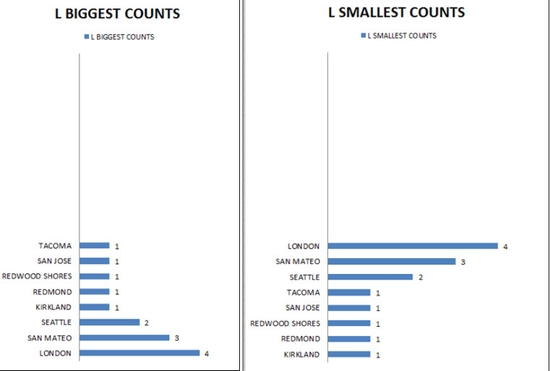 L BIGGEST COUNTS
L BIGGEST COUNTS
TACOMA 1
SAN JOSE 1
REDWOOD SHORES 1
REDMOND 1
KIRKLAND 1
SEATTLE 2
SAN MATEO 3
LONDON 4
L SMALLEST COUNTS
L SMALLEST COUNTS
LONDON 4
SAN MATEO 3
SEATTLE 2
TACOMA 1
SAN JOSE 1
REDWOOD SHORES 1
REDMOND 1
KIRKLAND 1